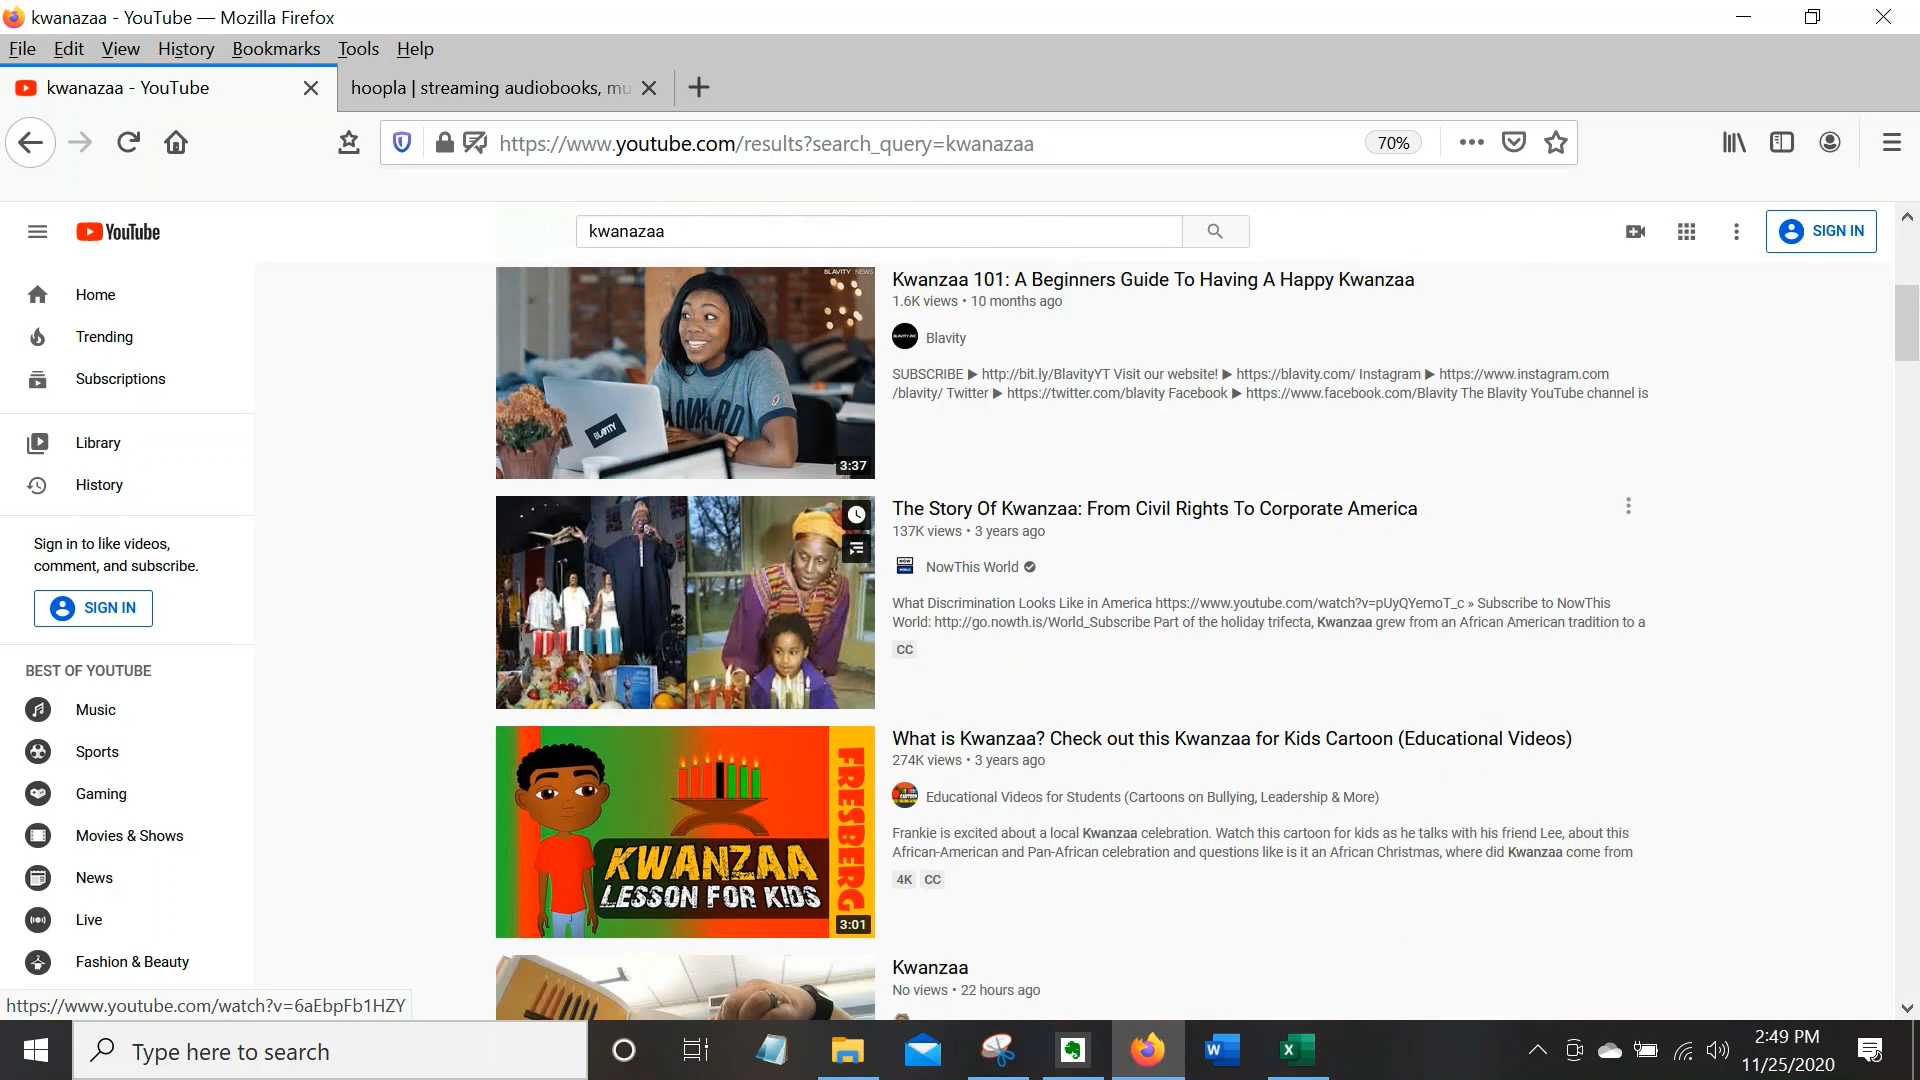 kwanazaa - YouTube — Mozilla Firefox
File Edit View History Bookmarks Tools Help
kwanazaa - YouTube
hoopla | streaming audiobooks, mu
https://www.youtube.com/results?search_query=kwanazaa
70%
YouTube
kwanazaa
SIGN IN
Home
Trending
Subscriptions
Library
History
Sign in to like videos,
comment, and subscribe.
SIGN IN
BEST OF YOUTUBE
Music
Sports
Gaming
Movies & Shows
News
Live
Fashion & Beauty
BLAVITY NEWS
BLAVITY
3:37
Kwanzaa 101: A Beginners Guide To Having A Happy Kwanzaa
1.6K views • 10 months ago
Blavity
SUBSCRIBE ▶ http://bit.ly/BlavityYT Visit our website! ▶ https://blavity.com/ Instagram ▶ https://www.instagram.com
/blavity/ Twitter ▶ https://twitter.com/blavity Facebook ▶ https://www.facebook.com/Blavity The Blavity YouTube channel is
The Story Of Kwanzaa: From Civil Rights To Corporate America
137K views • 3 years ago
NowThis World
What Discrimination Looks Like in America https://www.youtube.com/watch?v=pUyQYemoT_c » Subscribe to NowThis
World: http://go.nowth.is/World_Subscribe Part of the holiday trifecta, Kwanzaa grew from an African American tradition to a
CC
KWANZAA
LESSON FOR KIDS
FRESBERG
3:01
What is Kwanzaa? Check out this Kwanzaa for Kids Cartoon (Educational Videos)
274K views • 3 years ago
Educational Videos for Students (Cartoons on Bullying, Leadership & More)
Frankie is excited about a local Kwanzaa celebration. Watch this cartoon for kids as he talks with his friend Lee, about this
African-American and Pan-African celebration and questions like is it an African Christmas, where did Kwanzaa come from
4K CC
Kwanzaa
No views • 22 hours ago
https://www.youtube.com/watch?v=6aEbpFb1HZY
Type here to search
2:49 PM
11/25/2020